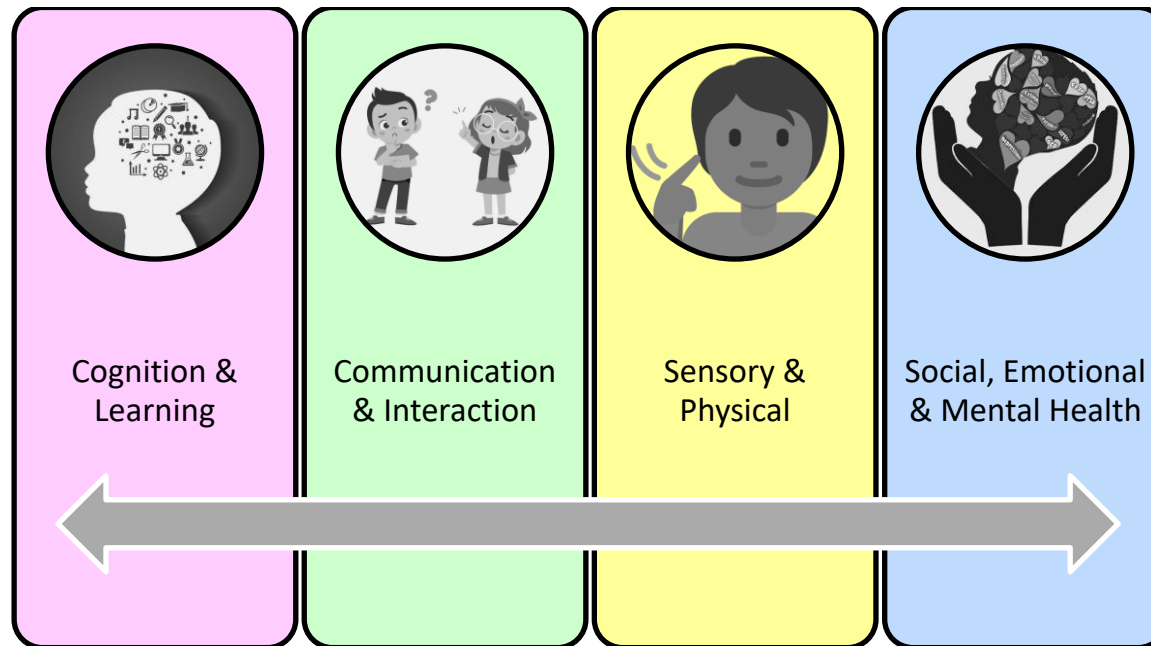 Cognition &
Learning
Communication
& Interaction
Sensory &
Physical
Social, Emotional
& Mental Health